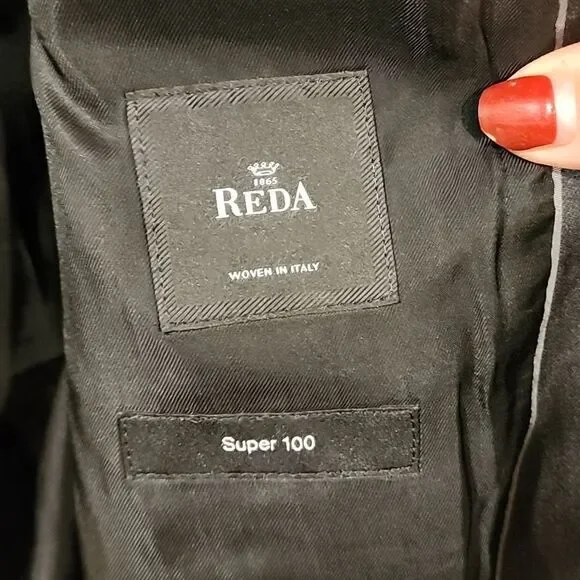 1865
REDA
WOVEN IN ITALY
Super 100